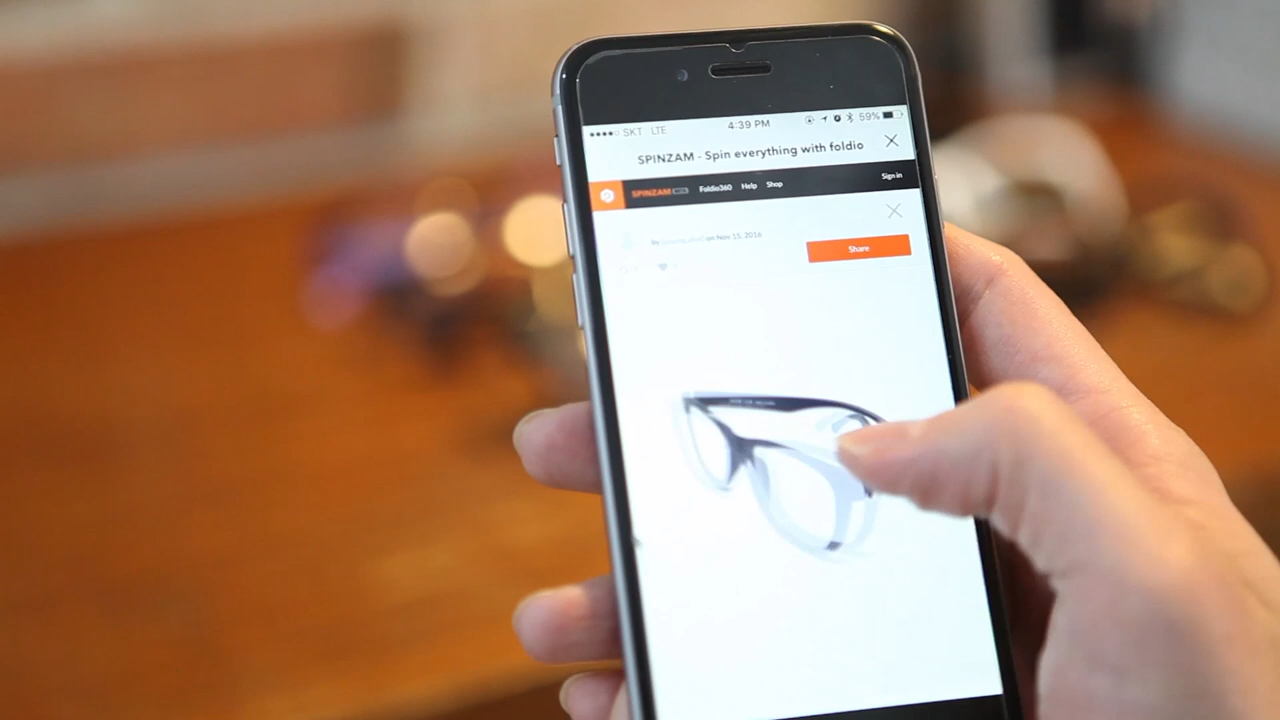 SKT LTE 4:39 PM 59%
SPINZAM - Spin everything with foldio
SPINZAM Foldio360 Help Shop Sign in
by on Nov 15, 2016
Share